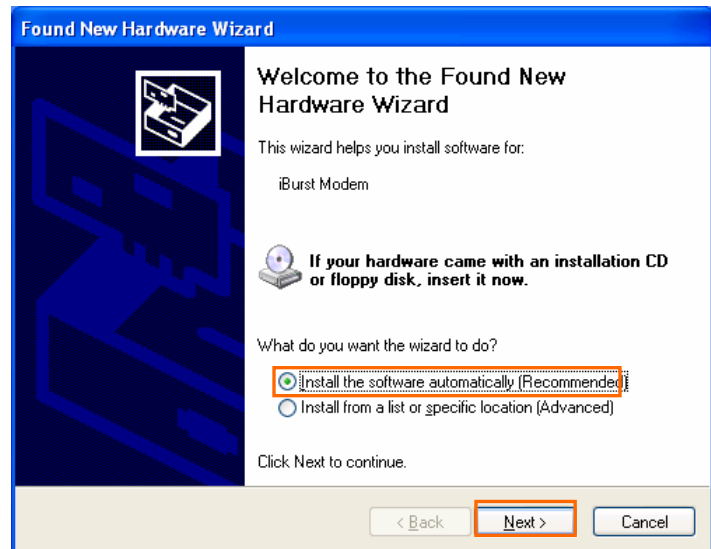 Found New Hardware Wizard
Welcome to the Found New
Hardware Wizard
This wizard helps you install software for:
iBurst Modem
If your hardware came with an installation CD
or floppy disk, insert it now.
What do you want the wizard to do?
Install the software automatically (Recommended)
Install from a list or specific location (Advanced)
Click Next to continue.
< Back Next > Cancel